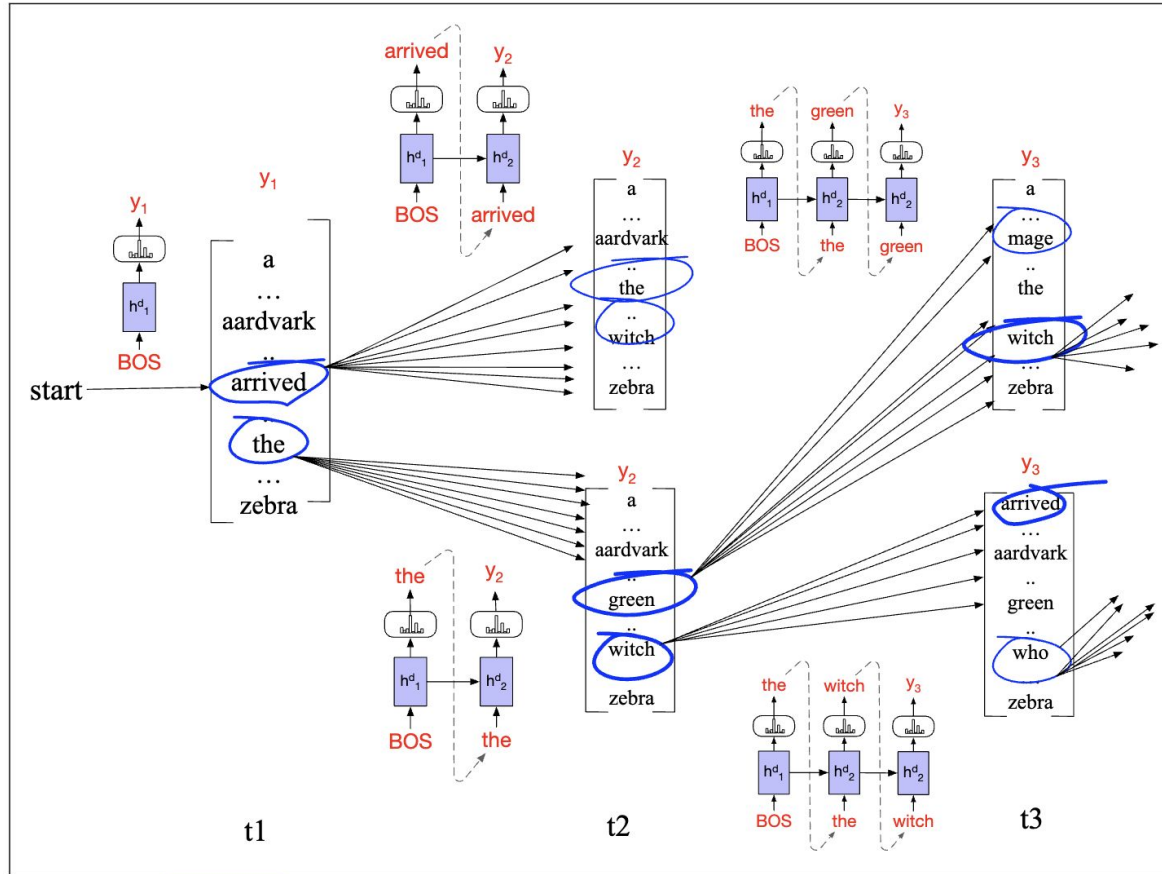 arrived y2
hd1 hd2
BOS arrived
y1
hd1
BOS
start
y1
a
...
aardvark
..
arrived
..
the
...
zebra
y2
a
...
aardvark
..
the
..
witch
...
zebra
the green y3
hd1 hd2 hd2
BOS the green
y3
a
...
mage
..
the
..
witch
...
zebra
the y2
hd1 hd2
BOS the
y2
a
...
aardvark
..
green
..
witch
...
zebra
y3
arrived
...
aardvark
..
green
..
who
...
zebra
the witch y3
hd1 hd2 hd2
BOS the witch
t1 t2 t3